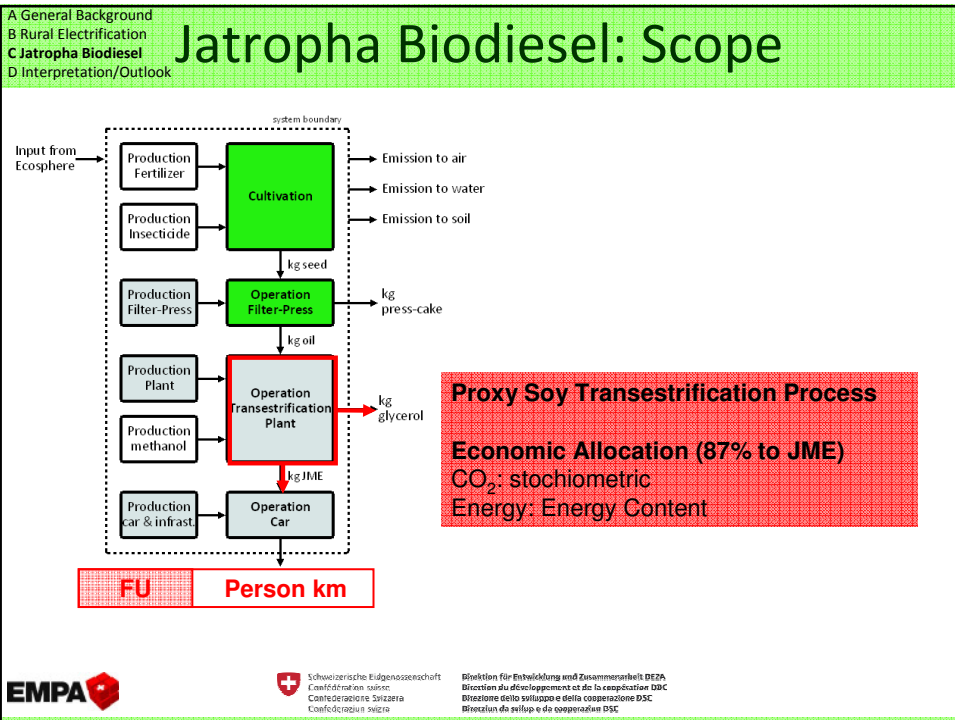 A General Background
B Rural Electrification
C Jatropha Biodiesel
D Interpretation/Outlook
Jatropha Biodiesel: Scope
system boundary
Input from
Ecosphere
Production
Fertilizer
Cultivation
Emission to air
Emission to water
Production
Insecticide
Emission to soil
kg seed
Production
Filter-Press
Operation
Filter-Press
kg
press-cake
kg oil
Production
Plant
Operation
Transestrification
Plant
kg
glycerol
Production
methanol
kg JME
Production
car & infrast.
Operation
Car
Proxy Soy Transestrification Process
Economic Allocation (87% to JME)
CO2: stochiometric
Energy: Energy Content
FU
Person km
EMPA
Schweizerische Eidgenossenschaft
Confédération suisse
Confederazione Svizzera
Confederaziun svizra
Direktion für Entwicklung und Zusammenarbeit DEZA
Direction du développement et de la coopération DDC
Direzione dello sviluppo e della cooperazione DSC
Direcziun da svilup e da cooperaziun DSC